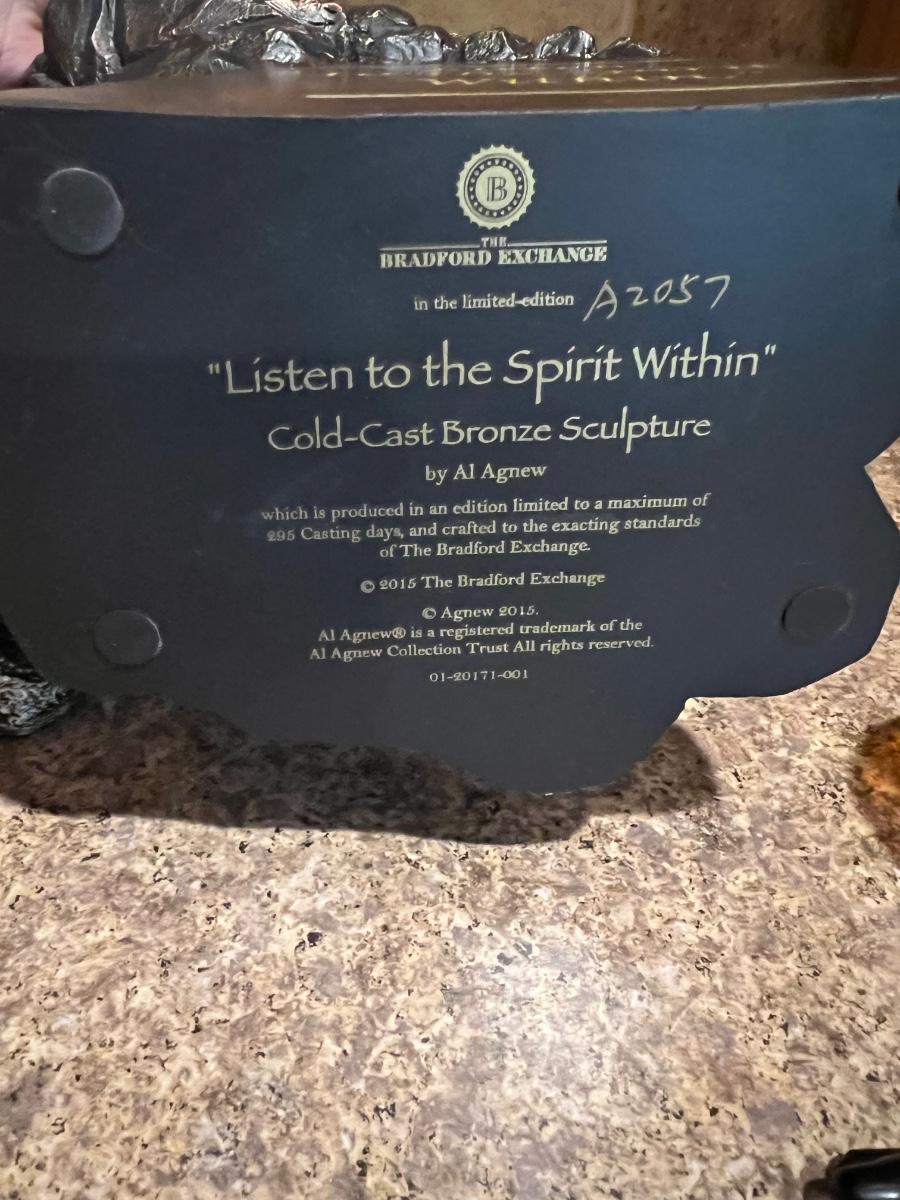 B
THE
BRADFORD EXCHANGE
in the limited-edition A2057
"Listen to the Spirit Within"
Cold-Cast Bronze Sculpture
by Al Agnew
which is produced in an edition limited to a maximum of
295 Casting days, and crafted to the exacting standards
of The Bradford Exchange.
© 2015 The Bradford Exchange
© Agnew 2015.
Al Agnew® is a registered trademark of the
Al Agnew Collection Trust All rights reserved.
01-20171-001